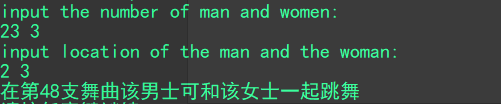 input the number of man and women:
23 3
input location of the man and the woman:
2 3
在第48支舞曲该男士可和该女士一起跳舞